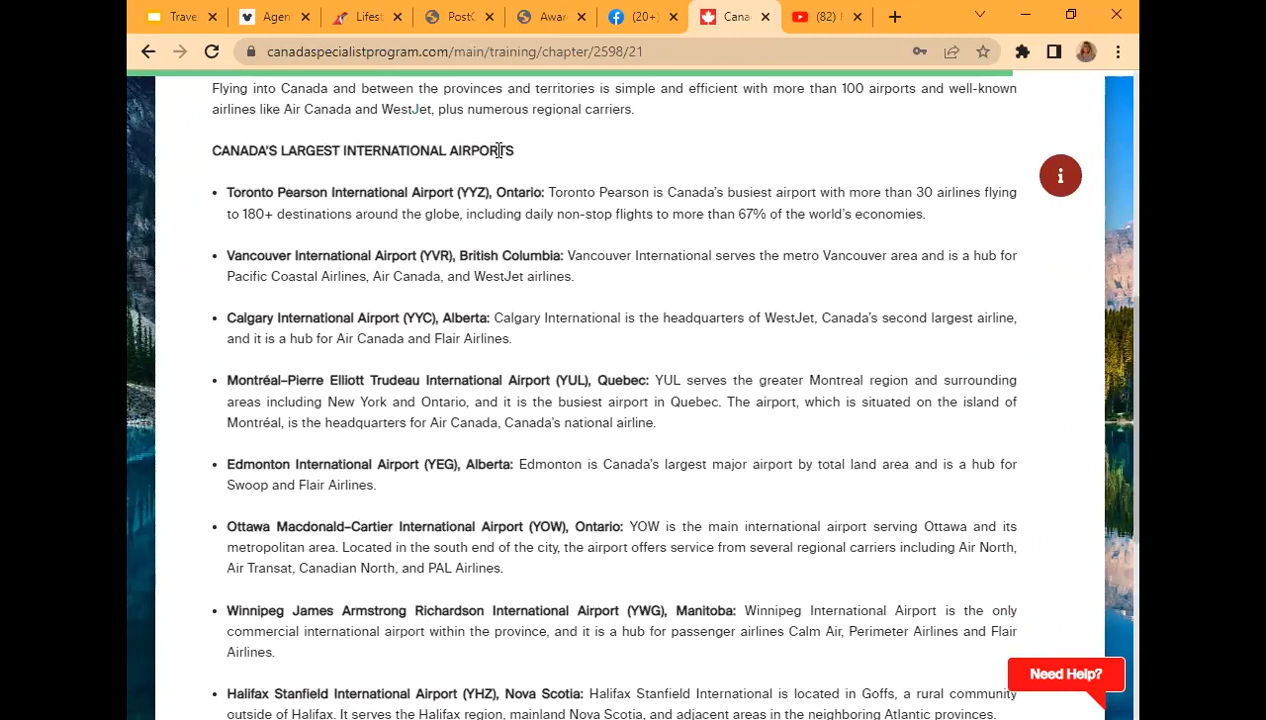 Trave
Agen
Lifest
PostC
Awar
(20+)
Cana
(82)
canadaspecialistprogram.com/main/training/chapter/2598/21
Flying into Canada and between the provinces and territories is simple and efficient with more than 100 airports and well-known
airlines like Air Canada and WestJet, plus numerous regional carriers.
CANADA'S LARGEST INTERNATIONAL AIRPORTS
i
• Toronto Pearson International Airport (YYZ), Ontario: Toronto Pearson is Canada's busiest airport with more than 30 airlines flying
to 180+ destinations around the globe, including daily non-stop flights to more than 67% of the world's economies.
• Vancouver International Airport (YVR), British Columbia: Vancouver International serves the metro Vancouver area and is a hub for
Pacific Coastal Airlines, Air Canada, and WestJet airlines.
• Calgary International Airport (YYC), Alberta: Calgary International is the headquarters of WestJet, Canada's second largest airline,
and it is a hub for Air Canada and Flair Airlines.
• Montréal–Pierre Elliott Trudeau International Airport (YUL), Quebec: YUL serves the greater Montreal region and surrounding
areas including New York and Ontario, and it is the busiest airport in Quebec. The airport, which is situated on the island of
Montréal, is the headquarters for Air Canada, Canada's national airline.
• Edmonton International Airport (YEG), Alberta: Edmonton is Canada's largest major airport by total land area and is a hub for
Swoop and Flair Airlines.
• Ottawa Macdonald–Cartier International Airport (YOW), Ontario: YOW is the main international airport serving Ottawa and its
metropolitan area. Located in the south end of the city, the airport offers service from several regional carriers including Air North,
Air Transat, Canadian North, and PAL Airlines.
• Winnipeg James Armstrong Richardson International Airport (YWG), Manitoba: Winnipeg International Airport is the only
commercial international airport within the province, and it is a hub for passenger airlines Calm Air, Perimeter Airlines and Flair
Airlines.
Need Help?
• Halifax Stanfield International Airport (YHZ), Nova Scotia: Halifax Stanfield International is located in Goffs, a rural community
outside of Halifax. It serves the Halifax region, mainland Nova Scotia, and adjacent areas in the neighboring Atlantic provinces.